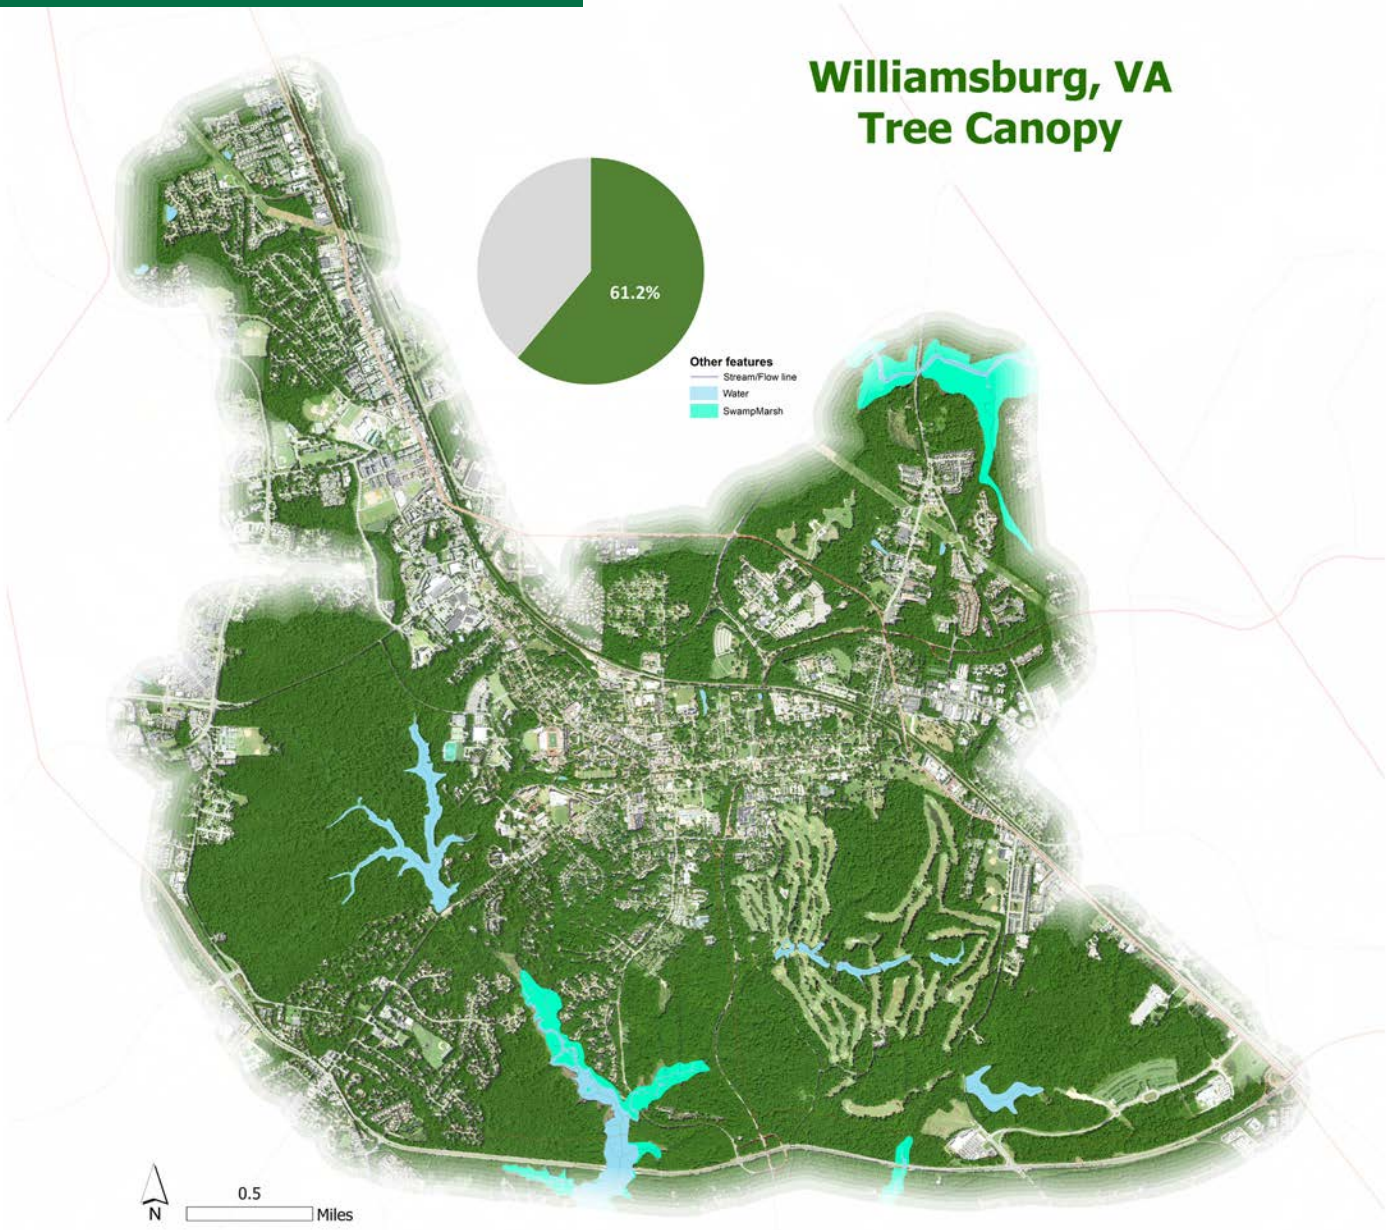 Williamsburg, VA
Tree Canopy
61.2%
Other features
Stream/Flow line
Water
SwampMarsh
N
0.5
Miles